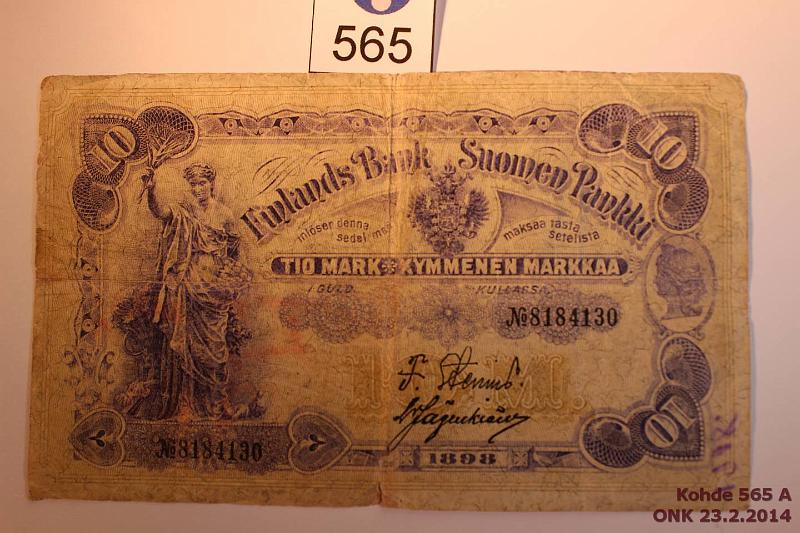 565
10
10
Finlands Bank Suomen Pankki
inlöser denna maksaa tästä
sedel med setelistä
TIO MARK KYMMENEN MARKKAA
I GULD. KULLASSA.
№8184130
№8184130
1898
10
Kohde 565 A
ONK 23.2.2014